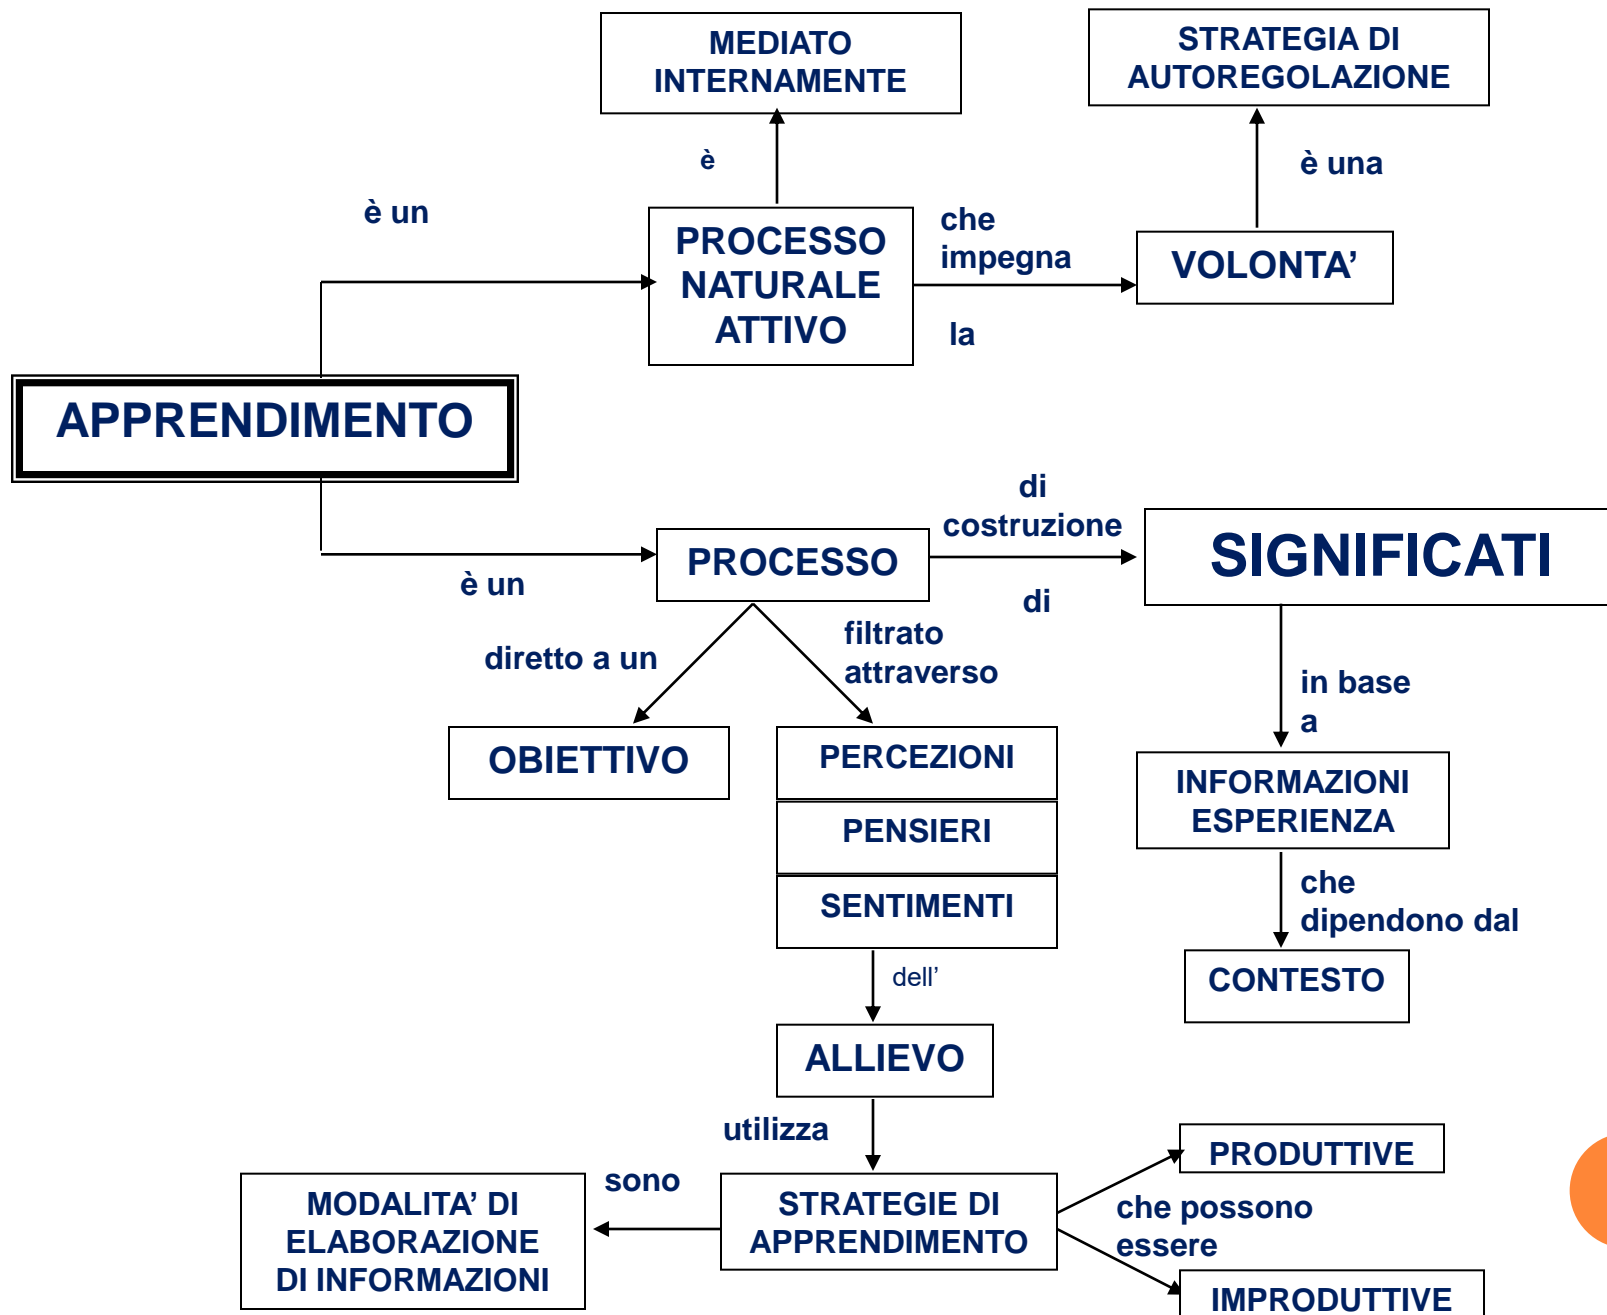 MEDIATO
INTERNAMENTE
STRATEGIA DI
AUTOREGOLAZIONE
è
è una
è un
PROCESSO
NATURALE
ATTIVO
che
impegna
la
VOLONTA’
APPRENDIMENTO
è un
PROCESSO
di
costruzione
di
SIGNIFICATI
diretto a un
filtrato
attraverso
in base
a
OBIETTIVO
PERCEZIONI
PENSIERI
SENTIMENTI
INFORMAZIONI
ESPERIENZA
che
dipendono dal
CONTESTO
dell’
ALLIEVO
utilizza
STRATEGIE DI
APPRENDIMENTO
sono
MODALITA’ DI
ELABORAZIONE
DI INFORMAZIONI
che possono
essere
PRODUTTIVE
IMPRODUTTIVE